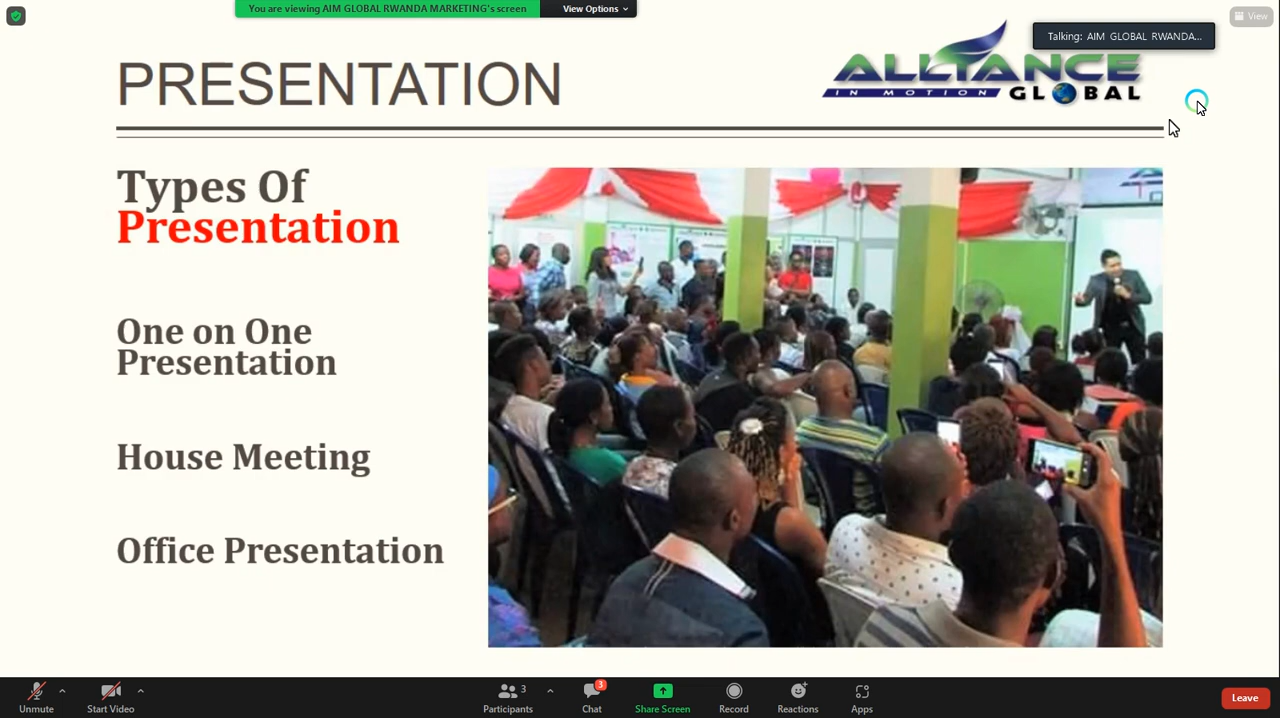 You are viewing AIM GLOBAL RWANDA MARKETING's screen
View Options
View
Talking: AIM GLOBAL RWANDA...
PRESENTATION
ALLIANCE
IN MOTION GLOBAL
Types Of
Presentation
One on One
Presentation
House Meeting
Office Presentation
Unmute
Start Video
3
Participants
3
Chat
Share Screen
Record
Reactions
Apps
Leave